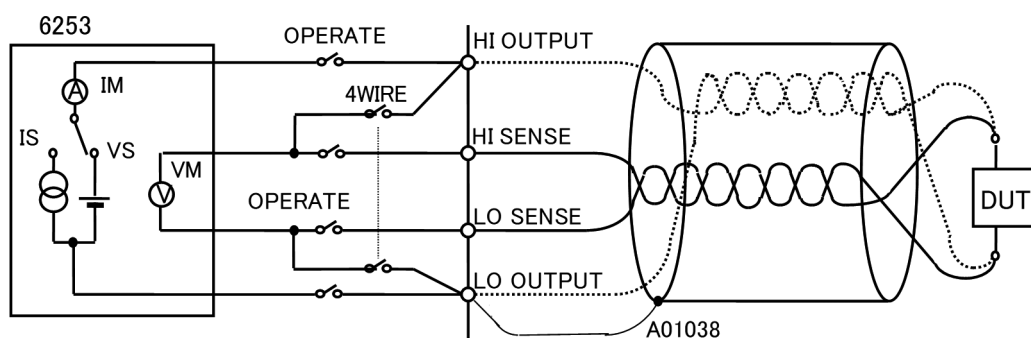 6253
OPERATE
HI OUTPUT
A
IM
4WIRE
IS
VS
VM
HI SENSE
V
OPERATE
LO SENSE
DUT
LO OUTPUT
A01038